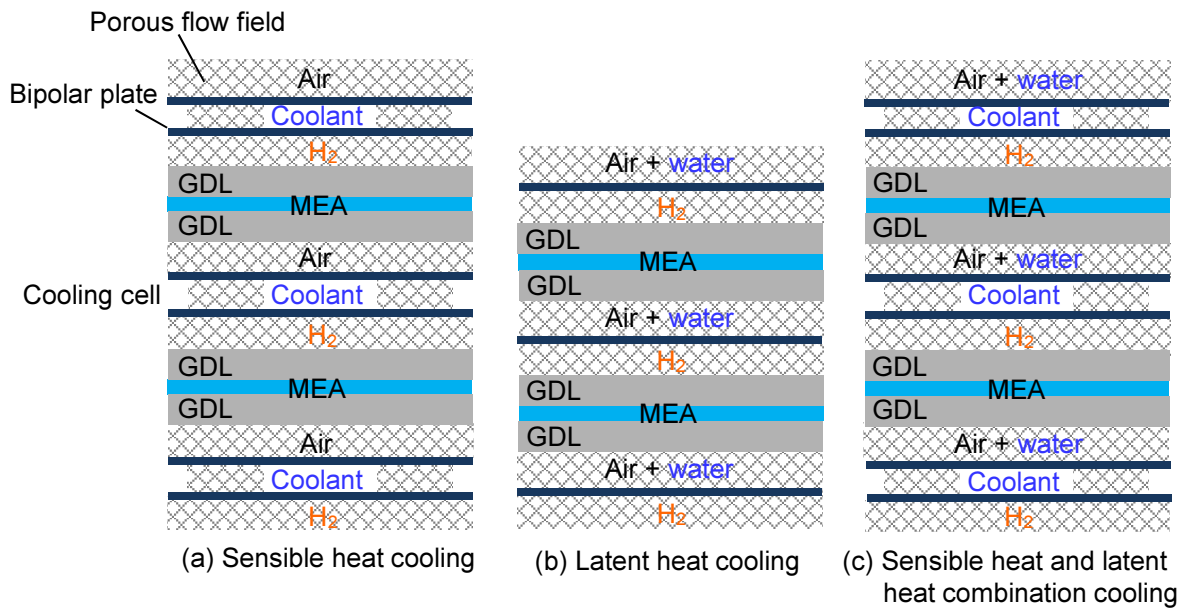 Porous flow field
Bipolar plate
Cooling cell
Air
Coolant
H₂
GDL
MEA
GDL
Air
Coolant
H₂
GDL
MEA
GDL
Air
Coolant
H₂
(a) Sensible heat cooling
Air + water
H₂
GDL
MEA
GDL
Air + water
H₂
GDL
MEA
GDL
Air + water
H₂
(b) Latent heat cooling
Air + water
Coolant
H₂
GDL
MEA
GDL
Air + water
Coolant
H₂
GDL
MEA
GDL
Air + water
Coolant
H₂
(c) Sensible heat and latent
heat combination cooling